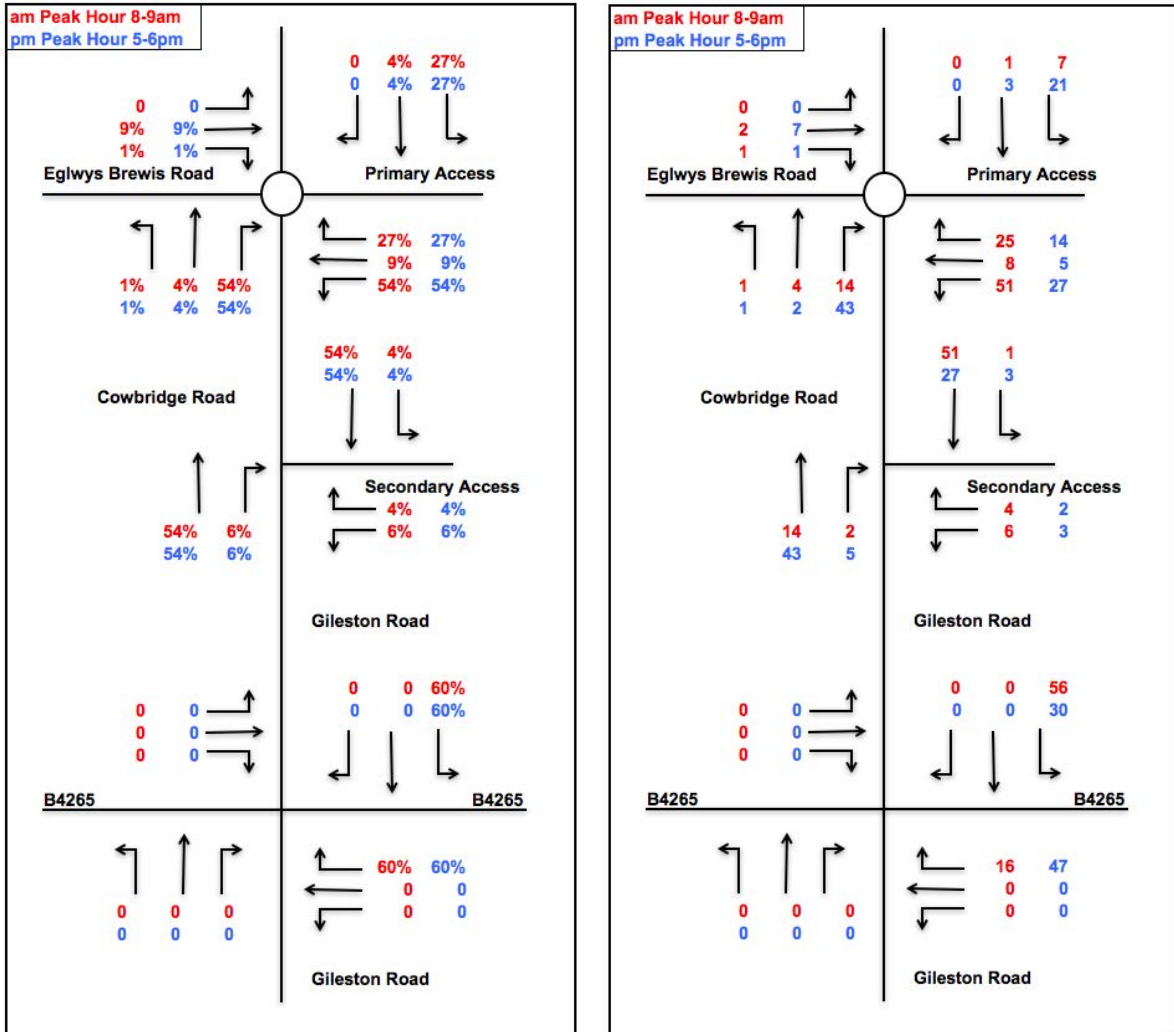 am Peak Hour 8-9am
pm Peak Hour 5-6pm
0 4% 27%
0 4% 27%
0 0
9% 9%
1% 1%
Eglwys Brewis Road
Primary Access
27% 27%
9% 9%
54% 54%
1% 4% 54%
1% 4% 54%
54% 4%
54% 4%
Cowbridge Road
Secondary Access
4% 4%
6% 6%
54% 6%
54% 6%
Gileston Road
0 0 60%
0 0 60%
0 0
0 0
0 0
B4265
B4265
60% 60%
0 0
0 0
0 0 0
0 0 0
Gileston Road
am Peak Hour 8-9am
pm Peak Hour 5-6pm
0 1 7
0 3 21
0 0
2 7
1 1
Eglwys Brewis Road
Primary Access
25 14
8 5
51 27
1 4 14
1 2 43
51 1
27 3
Cowbridge Road
Secondary Access
4 2
6 3
14 2
43 5
Gileston Road
0 0 56
0 0 30
0 0
0 0
0 0
B4265
B4265
16 47
0 0
0 0
0 0 0
0 0 0
Gileston Road